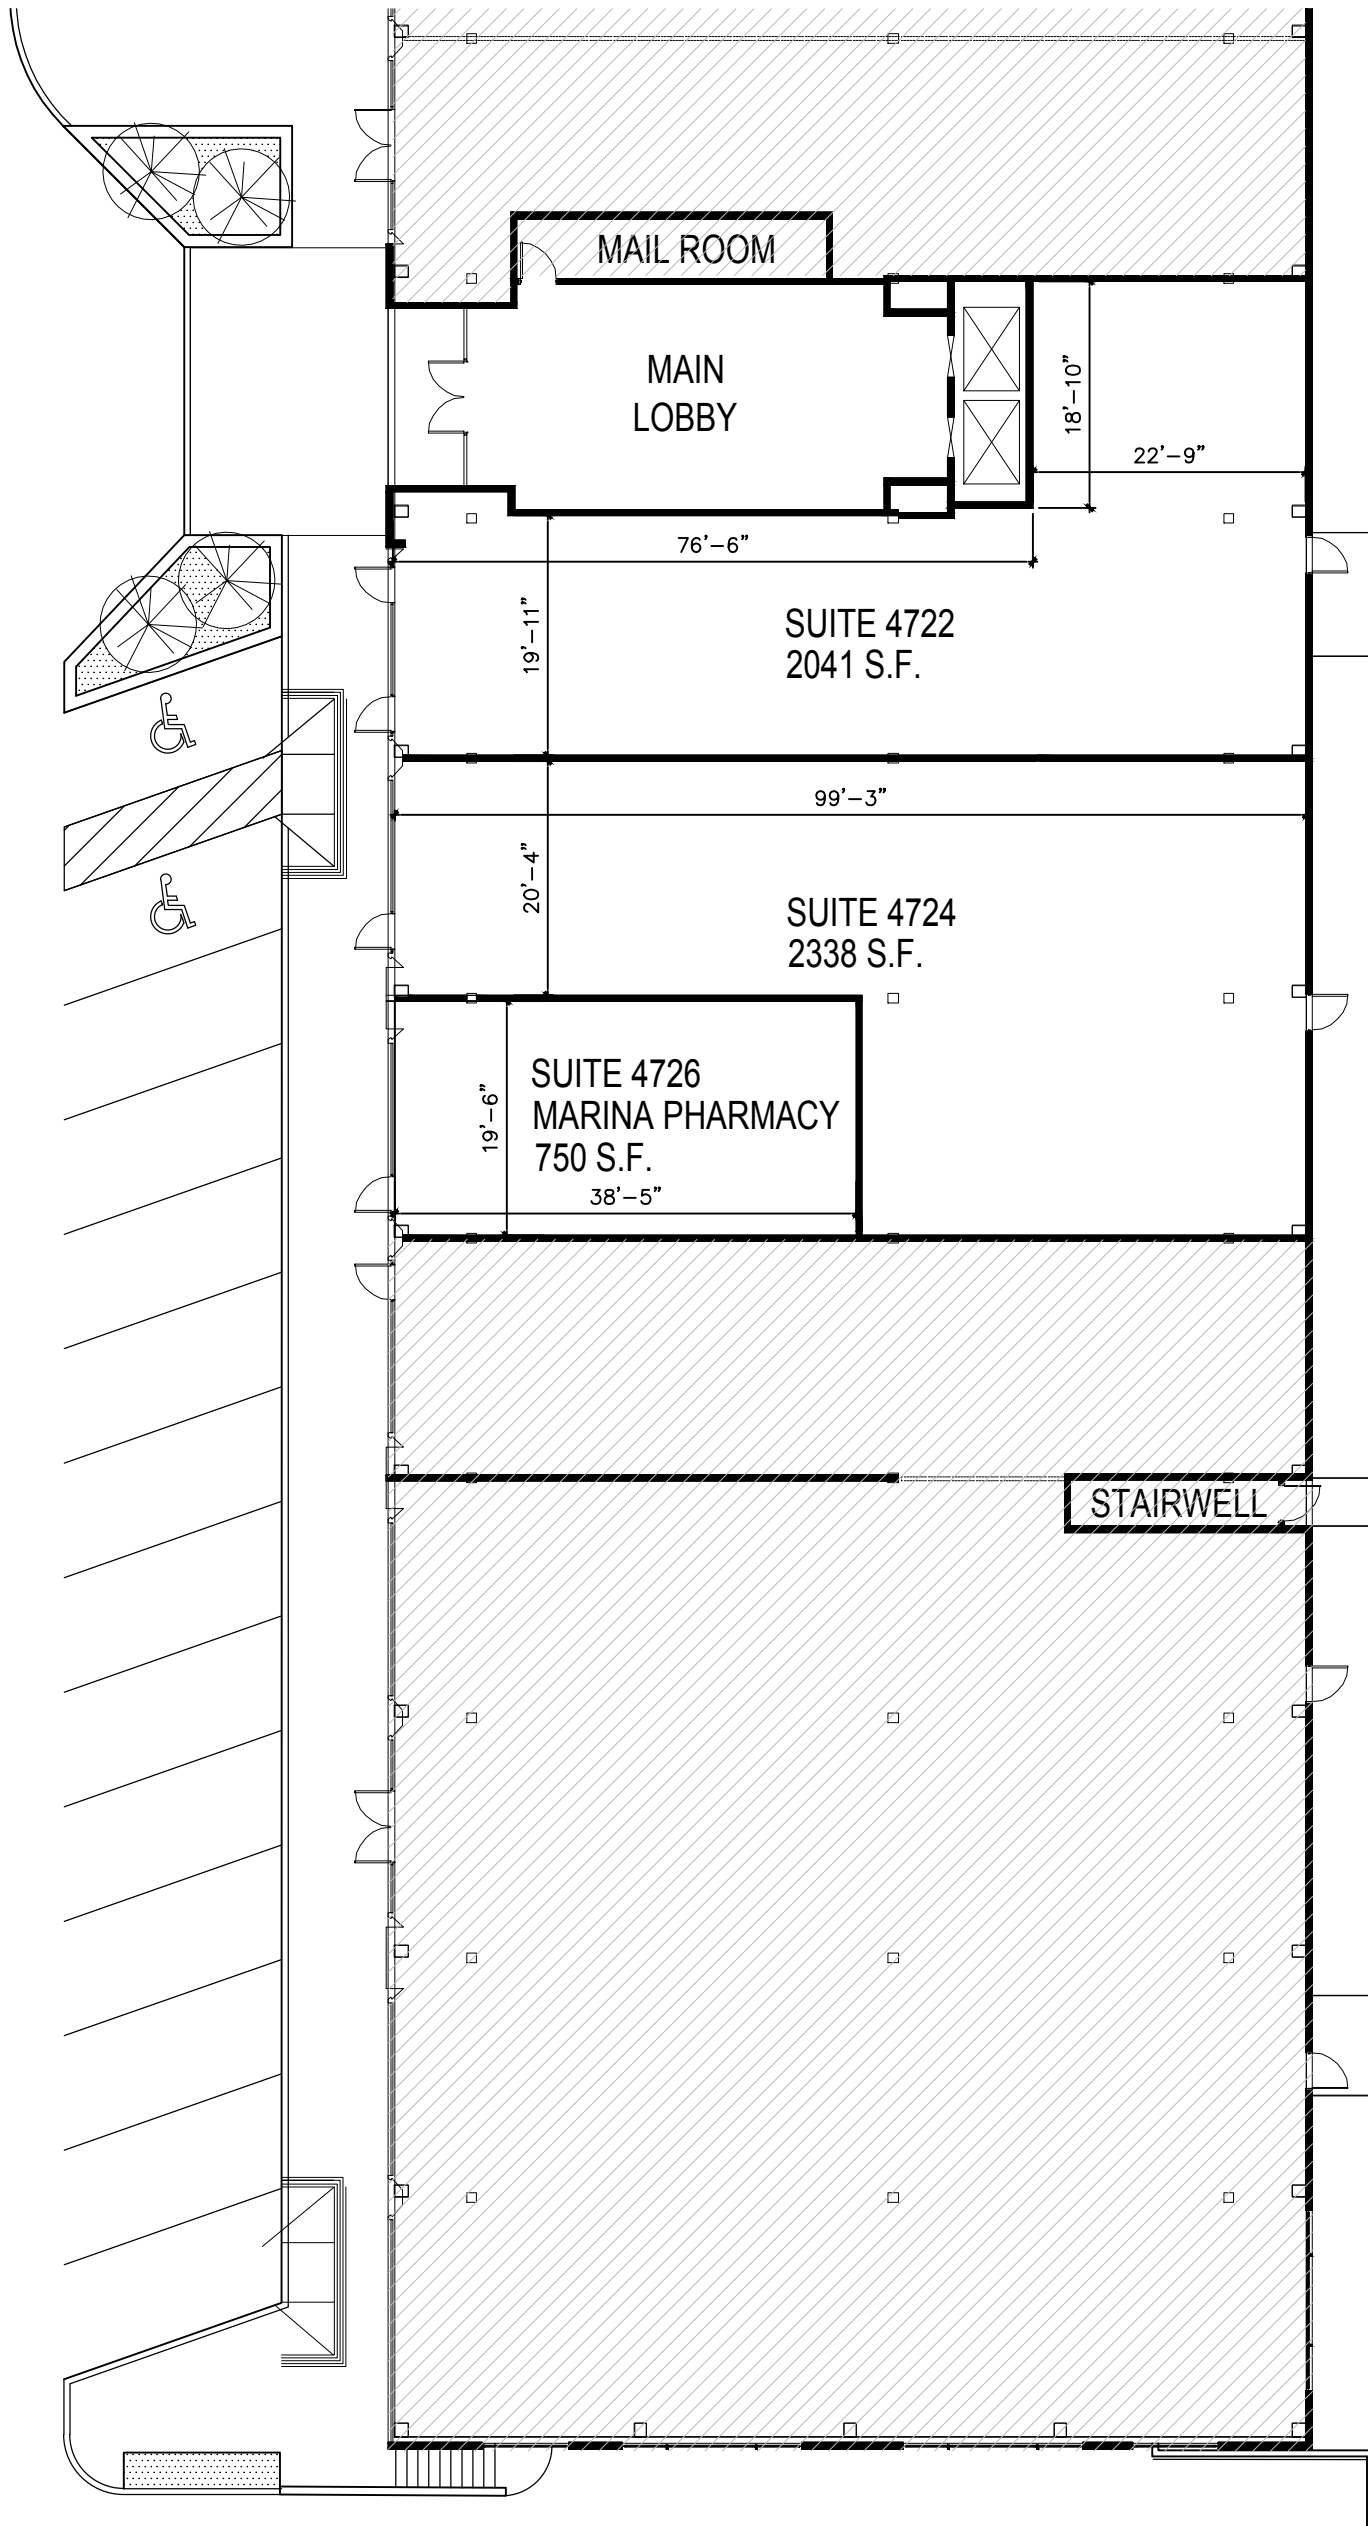 MAIL ROOM
MAIN
LOBBY
18'-10"
22'-9"
76'-6"
19'-11"
SUITE 4722
2041 S.F.
99'-3"
20'-4"
SUITE 4724
2338 S.F.
19'-6"
SUITE 4726
MARINA PHARMACY
750 S.F.
38'-5"
STAIRWELL